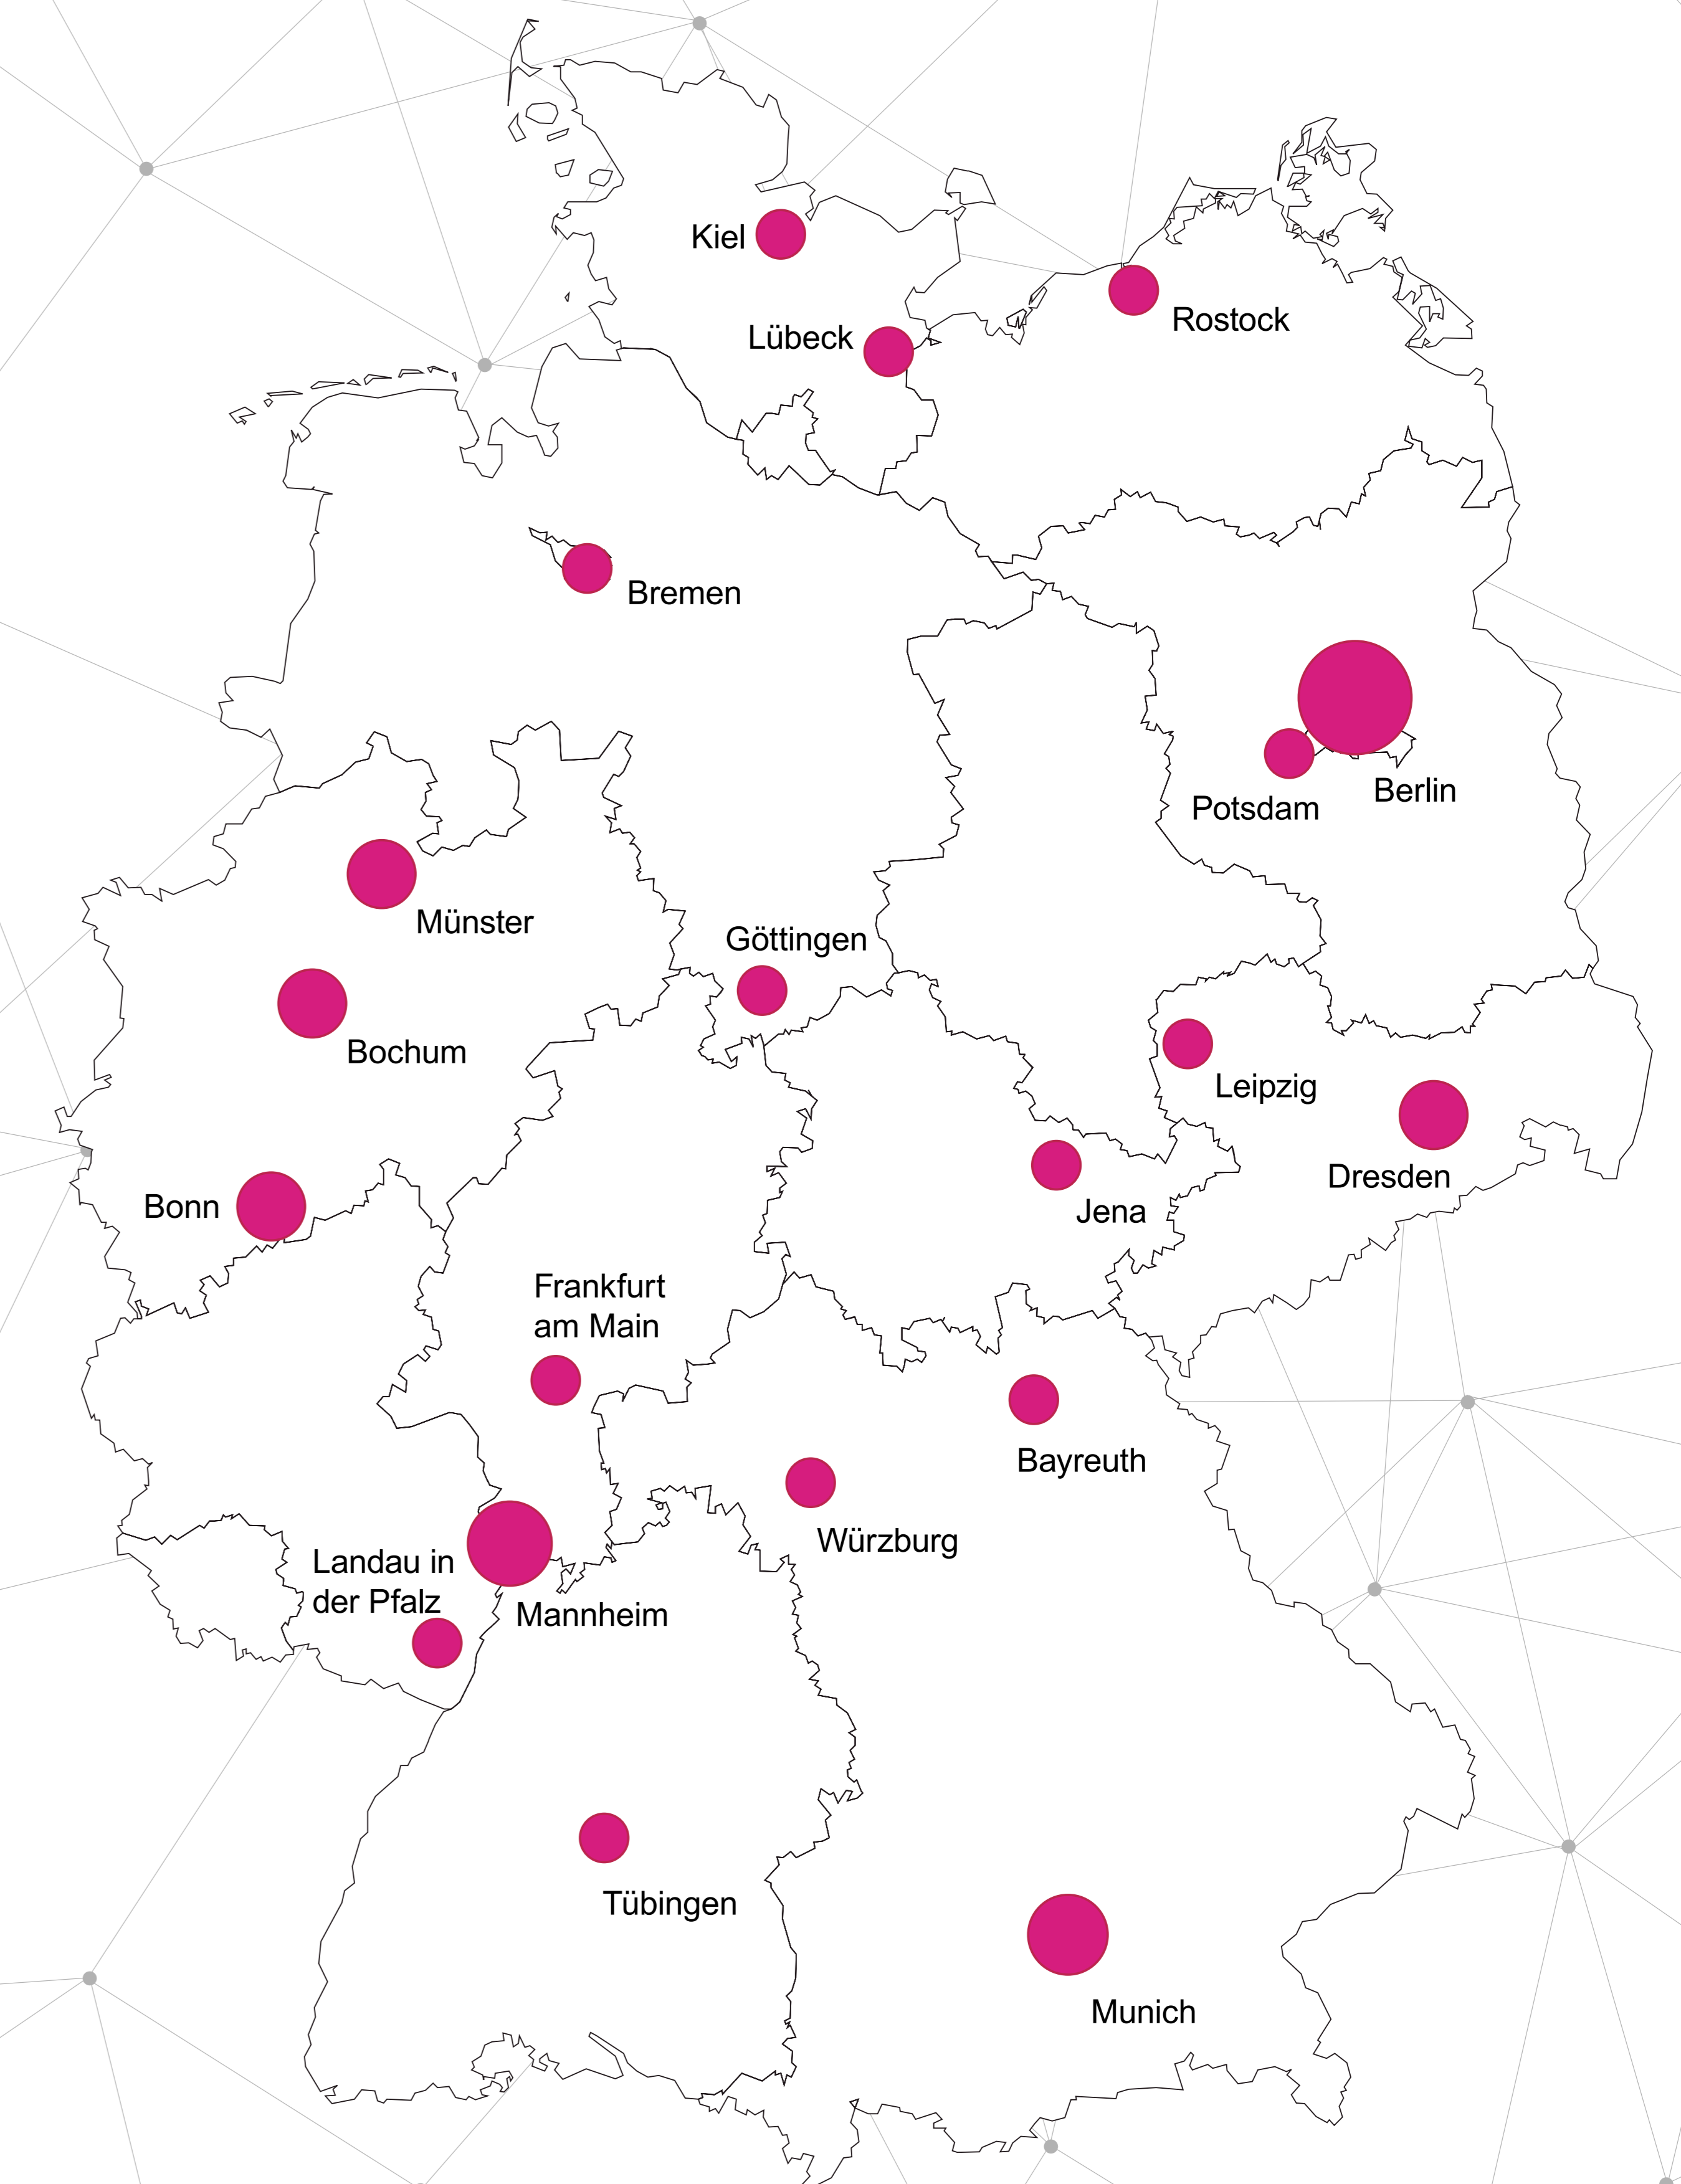 Kiel
Rostock
Lübeck
Bremen
Berlin
Potsdam
Münster
Göttingen
Bochum
Leipzig
Dresden
Bonn
Jena
Frankfurt
am Main
Bayreuth
Würzburg
Landau in
der Pfalz
Mannheim
Tübingen
Munich